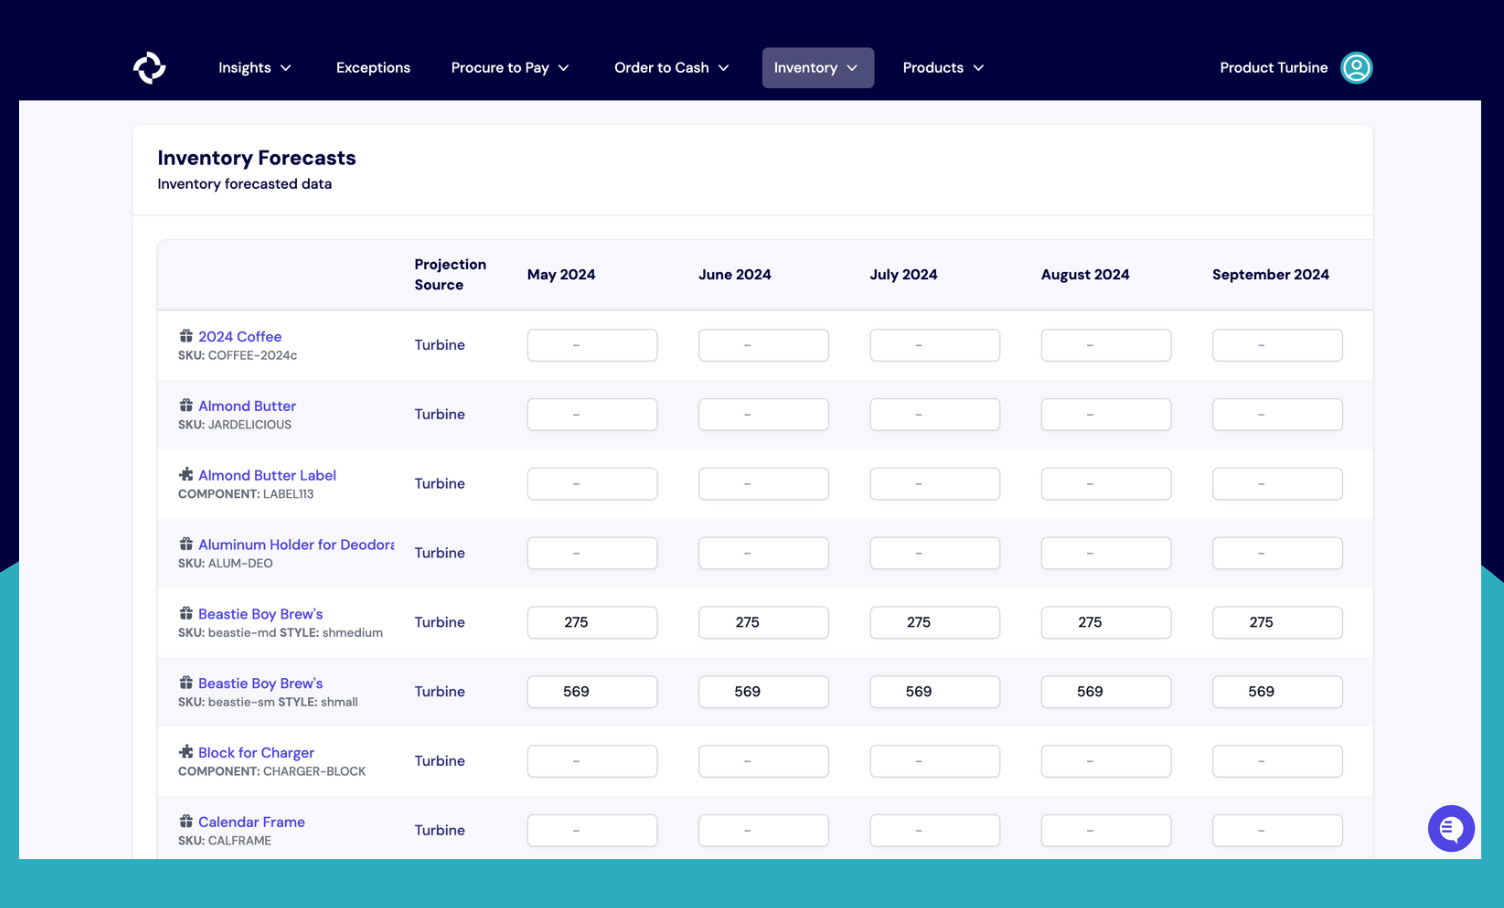 Insights Exceptions Procure to Pay Order to Cash Inventory Products Product Turbine
Inventory Forecasts
Inventory forecasted data
Projection Source May 2024 June 2024 July 2024 August 2024 September 2024
2024 Coffee
SKU: COFFEE-2024c
Turbine - - - - -
Almond Butter
SKU: JARDELICIOUS
Turbine - - - - -
Almond Butter Label
COMPONENT: LABEL113
Turbine - - - - -
Aluminum Holder for Deodora
SKU: ALUM-DEO
Turbine - - - - -
Beastie Boy Brew's
SKU: beastie-md STYLE: shmedium
Turbine 275 275 275 275 275
Beastie Boy Brew's
SKU: beastie-sm STYLE: shmall
Turbine 569 569 569 569 569
Block for Charger
COMPONENT: CHARGER-BLOCK
Turbine - - - - -
Calendar Frame
SKU: CALFRAME
Turbine - - - - -